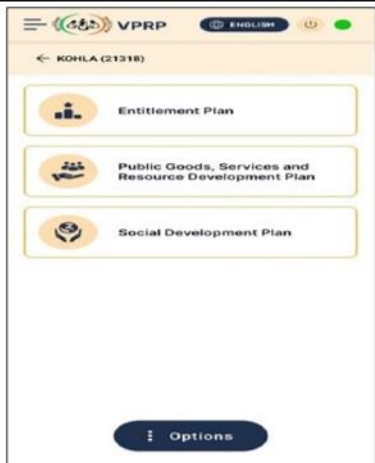 VPRP ENGLISH
← KOHLA (21318)
Entitlement Plan
Public Goods, Services and
Resource Development Plan
Social Development Plan
Options